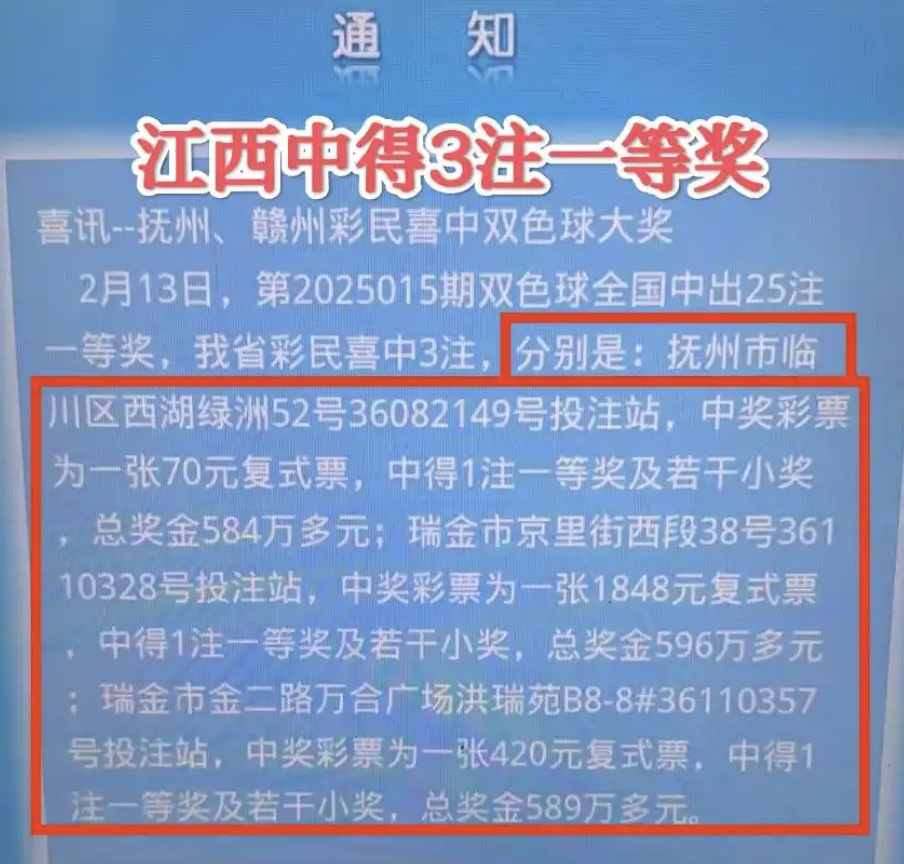 通 知
江西中得3注一等奖
喜讯--抚州、赣州彩民喜中双色球大奖
2月13日，第2025015期双色球全国中出25注
一等奖，我省彩民喜中3注，分别是：抚州市临
川区西湖绿洲52号36082149号投注站，中奖彩票
为一张70元复式票，中得1注一等奖及若干小奖
，总奖金584万多元；瑞金市京里街西段38号361
10328号投注站，中奖彩票为一张1848元复式票
，中得1注一等奖及若干小奖，总奖金596万多元
；瑞金市金二路万合广场洪瑞苑B8-8#36110357
号投注站，中奖彩票为一张420元复式票，中得1
注一等奖及若干小奖，总奖金589万多元。